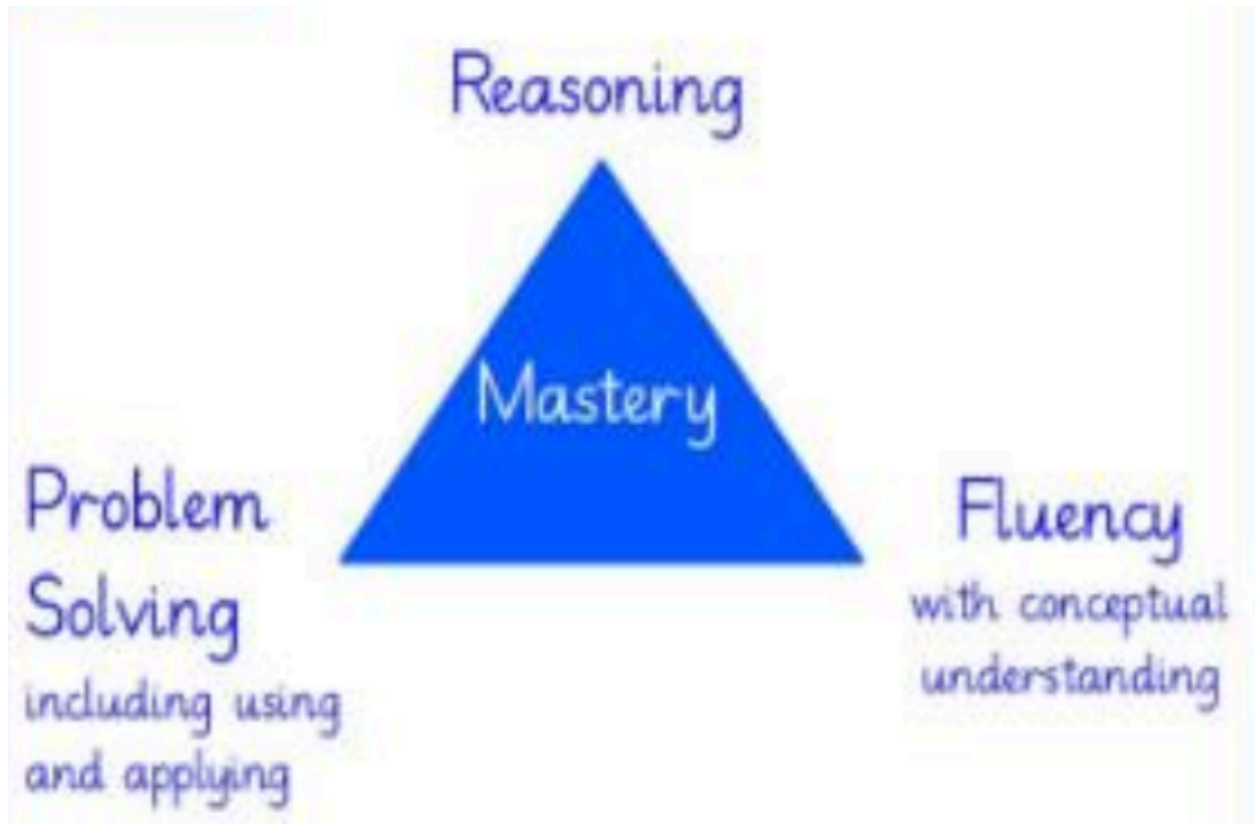 Reasoning
Mastery
Problem
Solving
including using
and applying
Fluency
with conceptual
understanding